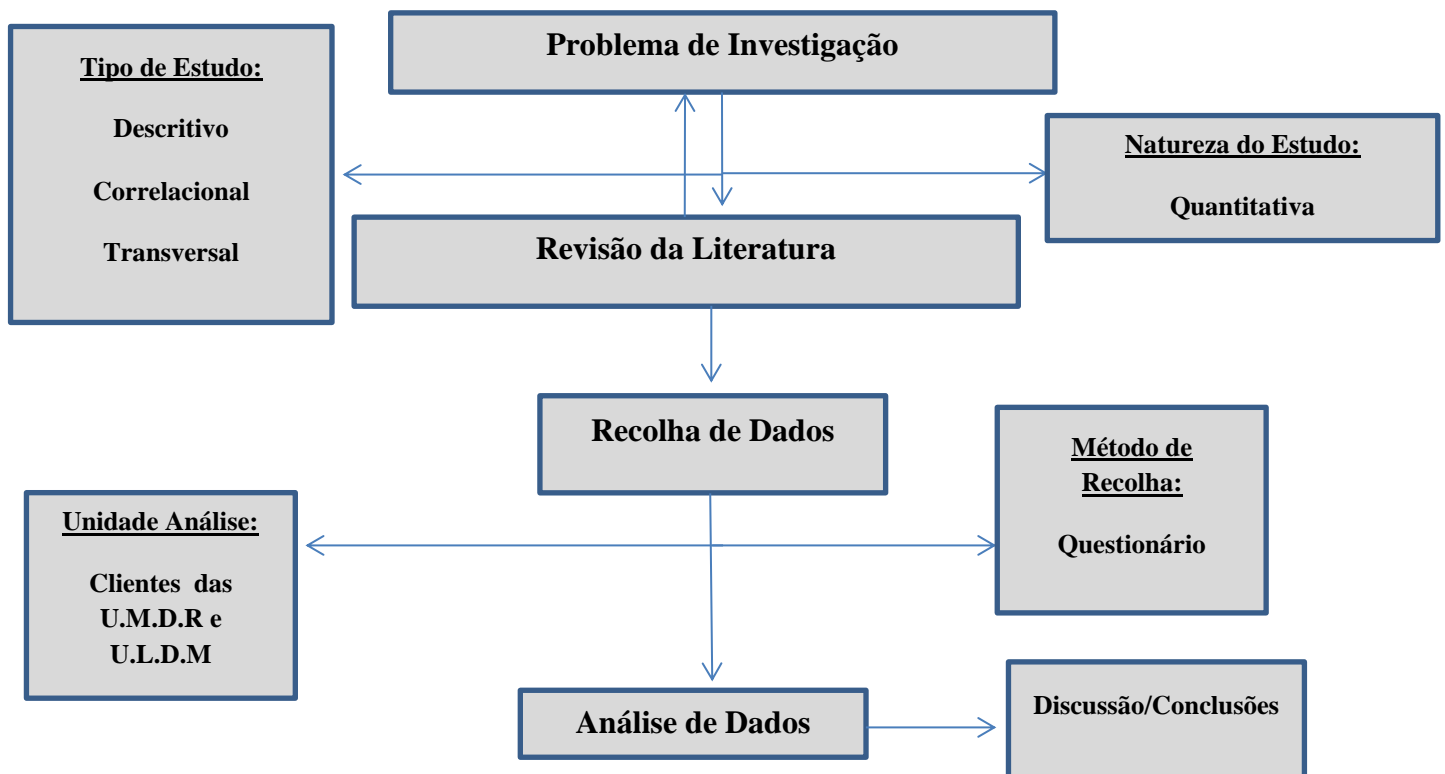 Problema de Investigação
Tipo de Estudo:
Descritivo
Correlacional
Transversal
Natureza do Estudo:
Quantitativa
Revisão da Literatura
Recolha de Dados
Método de
Recolha:
Questionário
Unidade Análise:
Clientes das
U.M.D.R e
U.L.D.M
Análise de Dados
Discussão/Conclusões